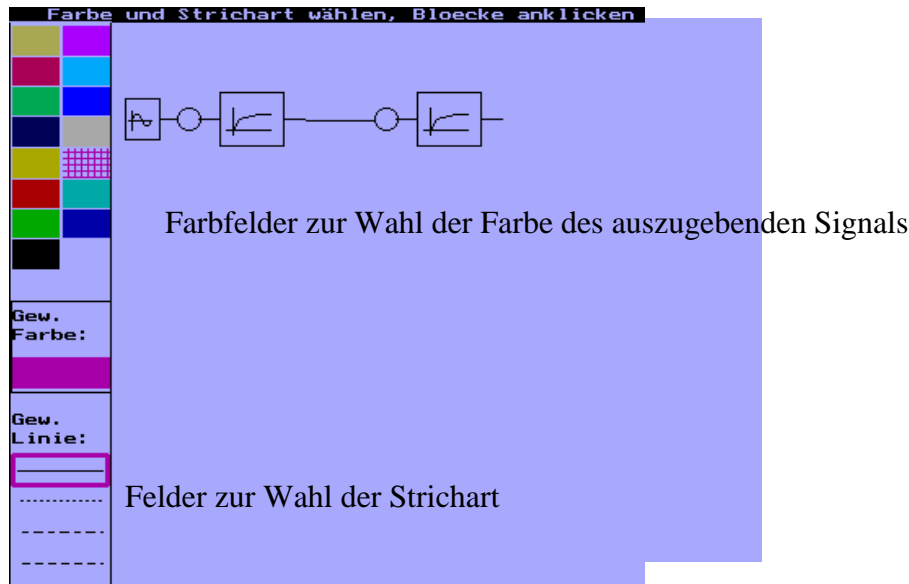 Farbe und Strichart wählen, Bloecke anklicken
Farbfelder zur Wahl der Farbe des auszugebenden Signals
Gew.
Farbe:
Gew.
Linie:
Felder zur Wahl der Strichart